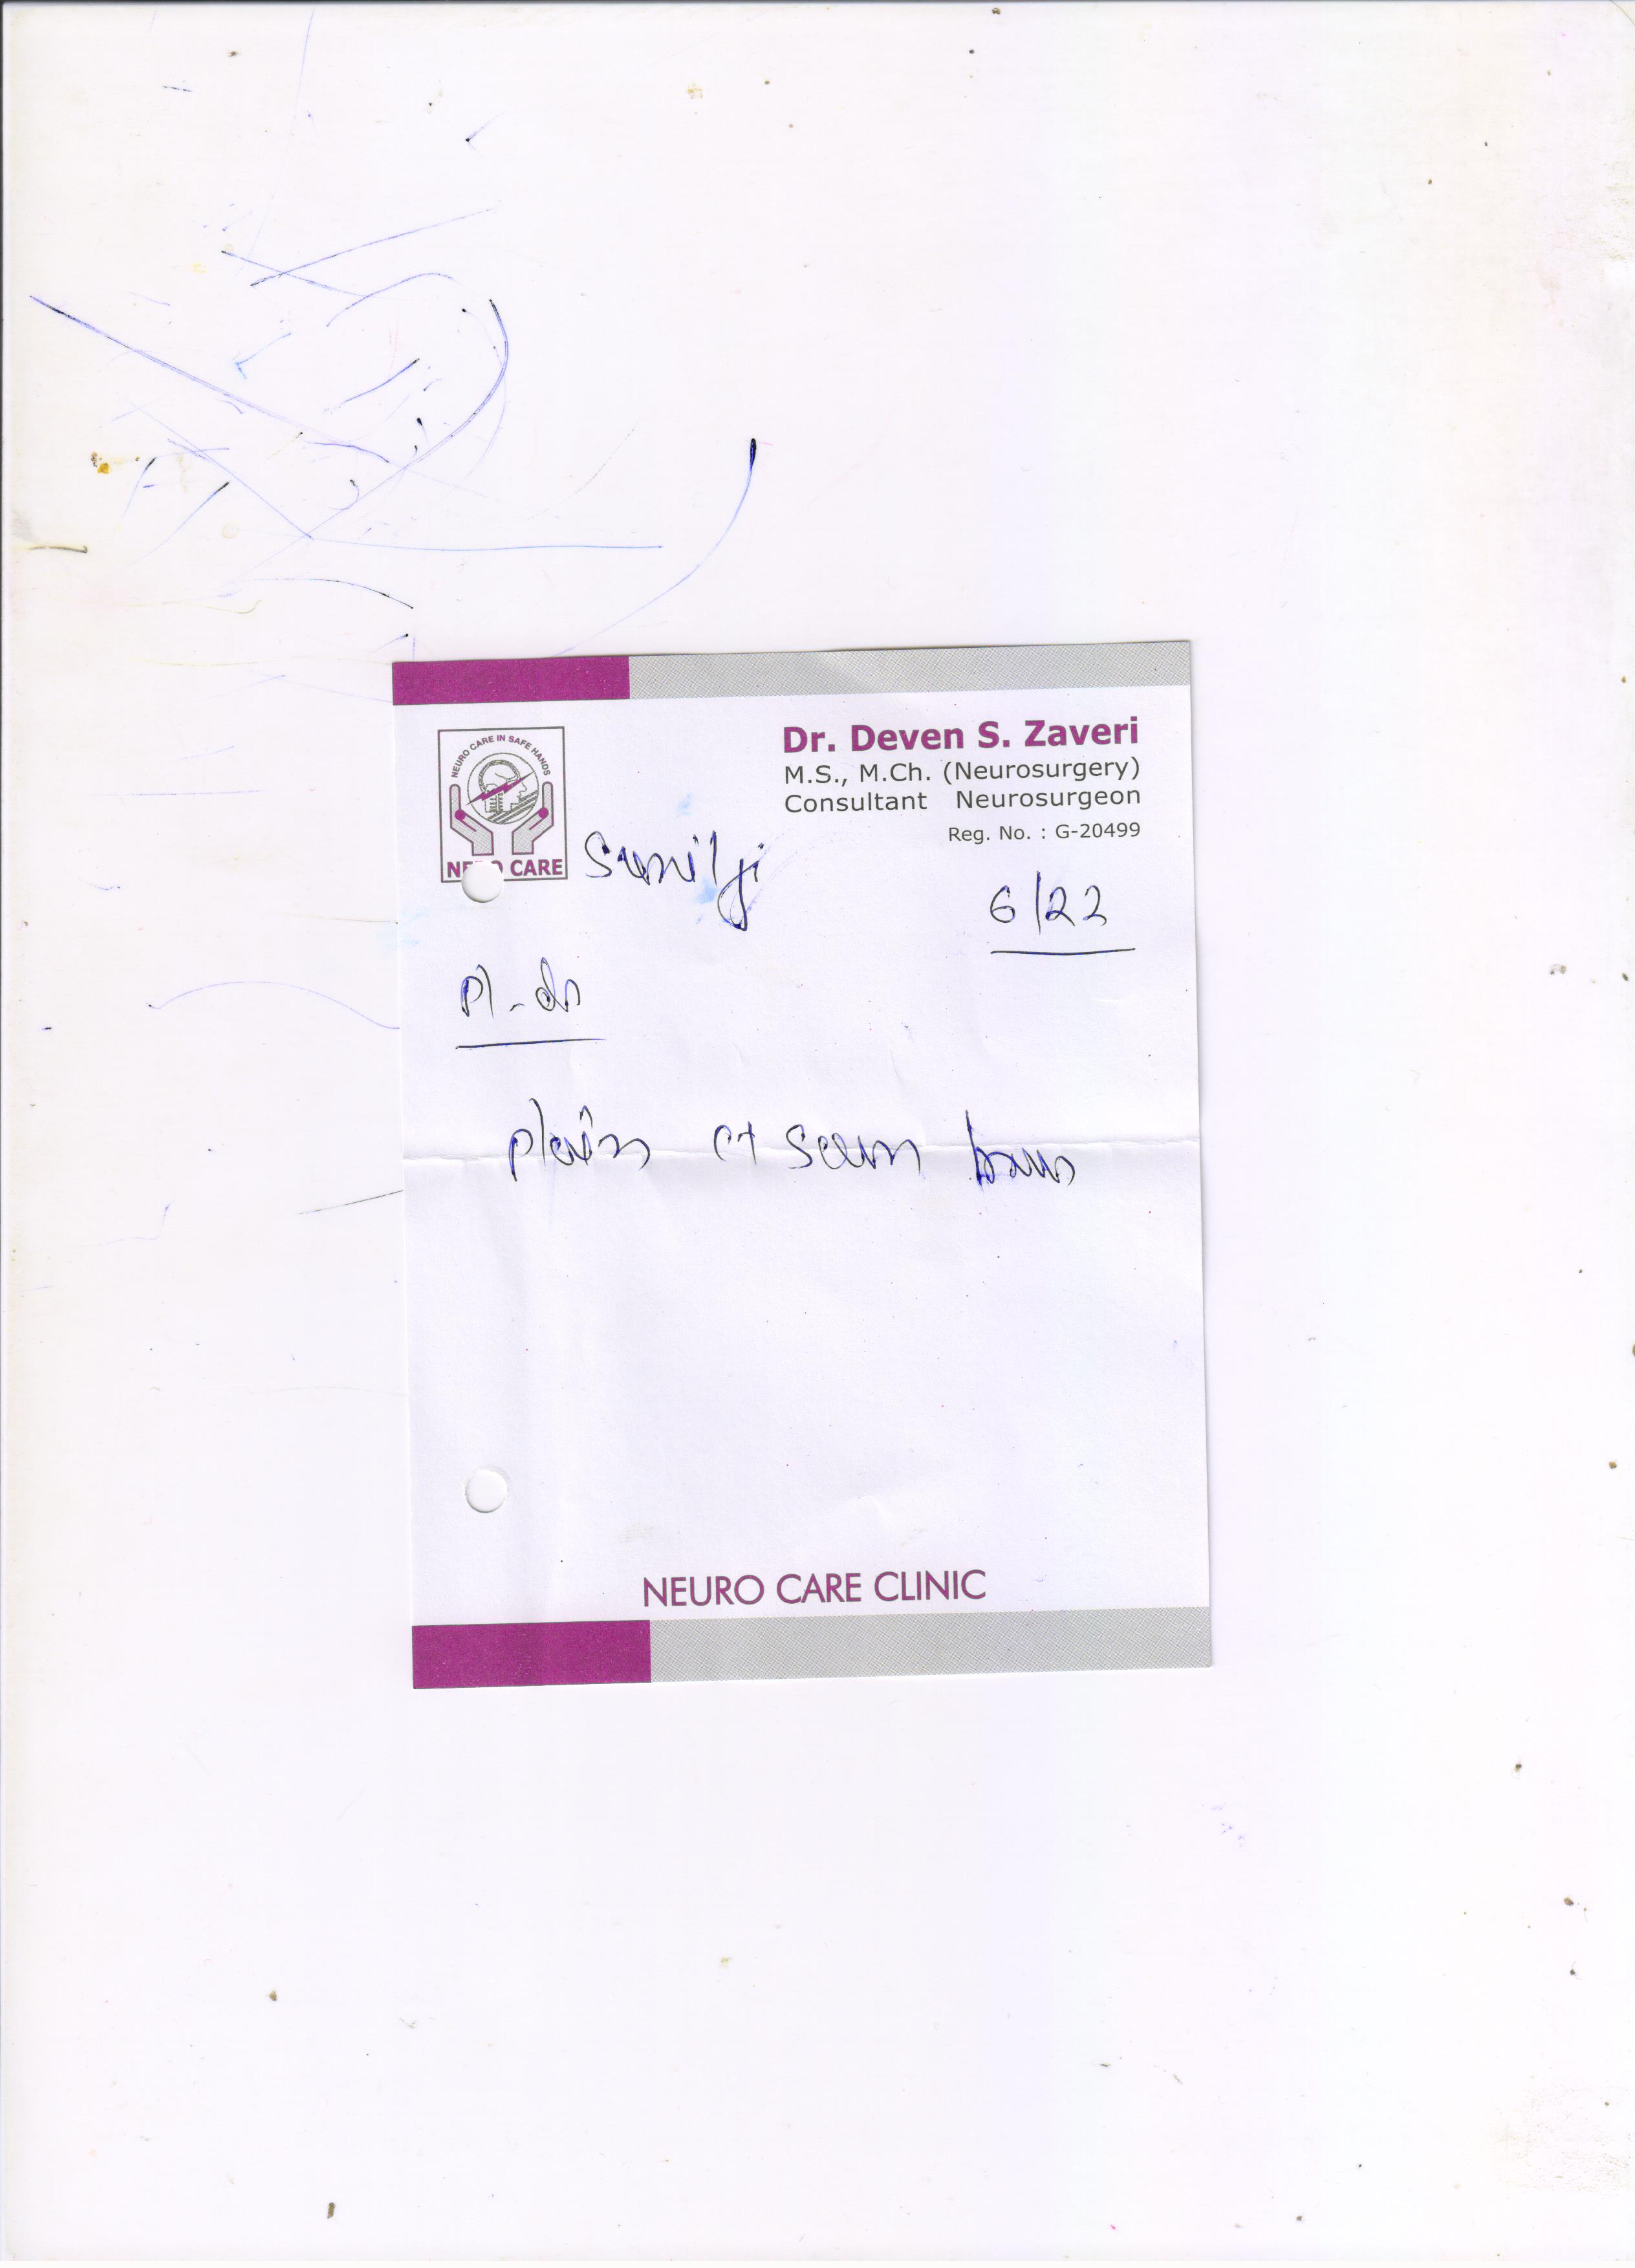 NEURO CARE IN SAFE HANDS
CARE
Dr. Deven S. Zaveri
M.S., M.Ch. (Neurosurgery)
Consultant Neurosurgeon
Reg. No. : G-20499
Sunilji
6/22
Pl. do
plain CT scan brain
NEURO CARE CLINIC